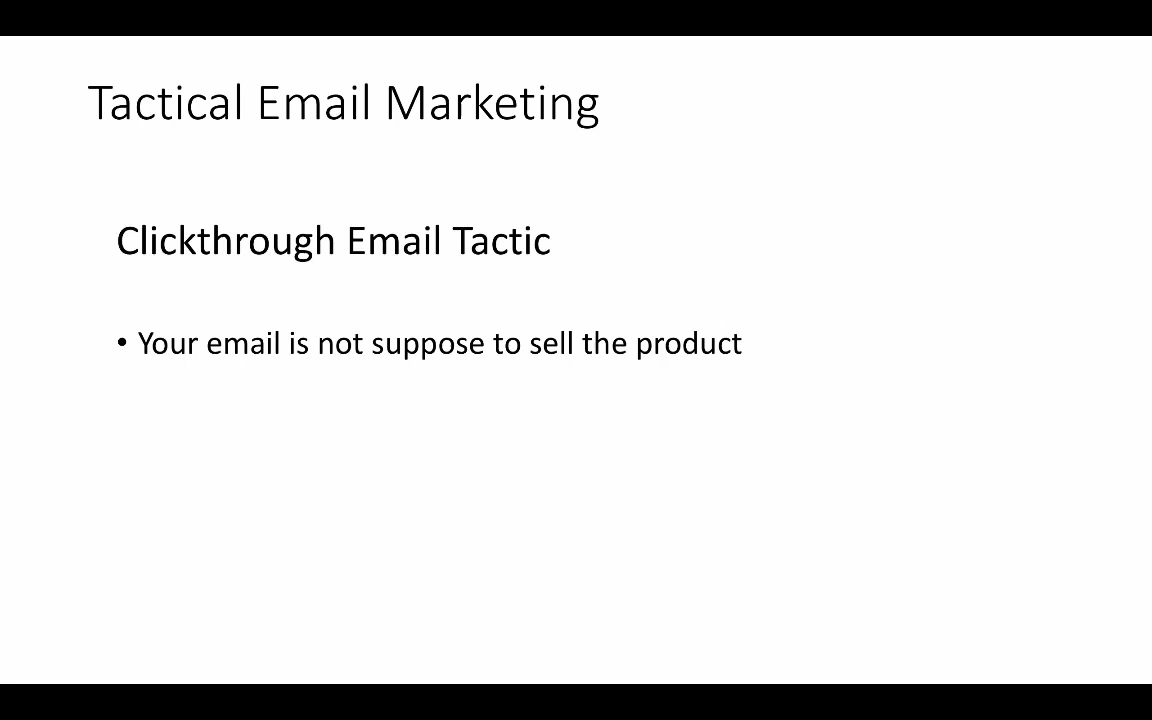 Tactical Email Marketing
Clickthrough Email Tactic
• Your email is not suppose to sell the product